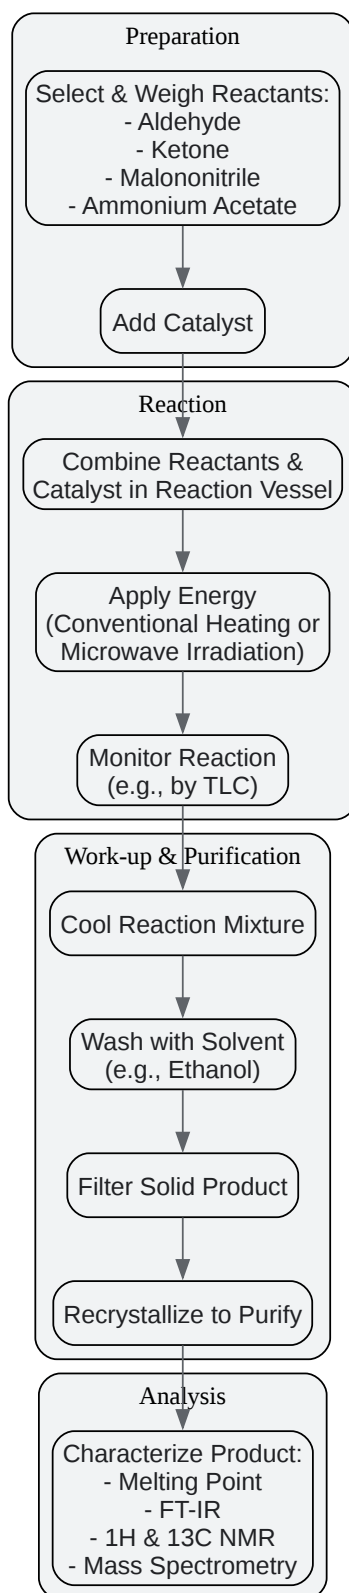 Preparation
Select & Weigh Reactants:
- Aldehyde
- Ketone
- Malononitrile
- Ammonium Acetate
Add Catalyst
Reaction
Combine Reactants &
Catalyst in Reaction Vessel
Apply Energy
(Conventional Heating or
Microwave Irradiation)
Monitor Reaction
(e.g., by TLC)
Work-up & Purification
Cool Reaction Mixture
Wash with Solvent
(e.g., Ethanol)
Filter Solid Product
Recrystallize to Purify
Analysis
Characterize Product:
- Melting Point
- FT-IR
- 1H & 13C NMR
- Mass Spectrometry